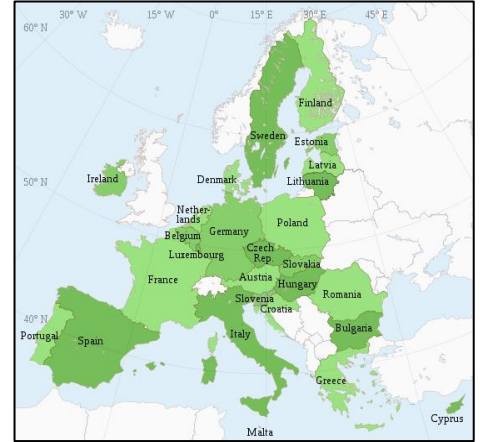 60° N
30° W
15° W
0°
15° E
30° E
45° E
Finland
Sweden
Estonia
Latvia
Lithuania
Ireland
Denmark
50° N
Nether-
lands
Belgium
Germany
Poland
Luxembourg
Czech
Rep.
Slovakia
France
Austria
Hungary
Slovenia
Croatia
Romania
40° N
Portugal
Spain
Italy
Bulgaria
Greece
Cyprus
Malta